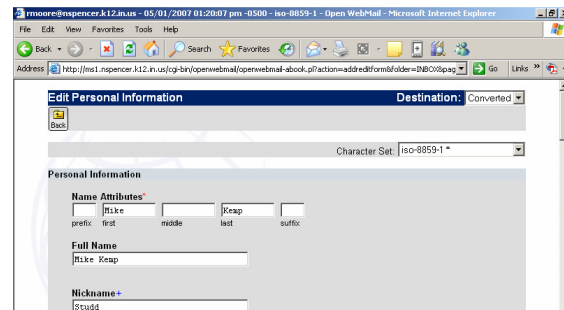 rmoore@nspencer.k12.in.us - 05/01/2007 01:20:07 pm -0500 - iso-8859-1 - Open WebMail - Microsoft Internet Explorer
File Edit View Favorites Tools Help
Back Search Favorites
Address http://ms1.nspencer.k12.in.us/cgi-bin/openwebmail/openwebmail-abook.pl?action=addreditform&folder=INBOX&pag Go Links »
Edit Personal Information Destination: Converted
Back
Character Set: iso-8859-1 *
Personal Information
Name Attributes*
Mike Kemp
prefix first middle last suffix
Full Name
Mike Kemp
Nickname+
Studd